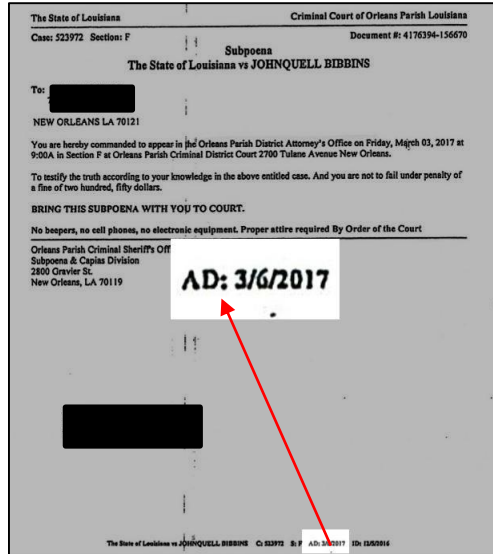 The State of Louisiana Criminal Court of Orleans Parish Louisiana
Case: 523972 Section: F Document #: 4176394-156670
Subpoena
The State of Louisiana vs JOHNQUELL BIBBINS
To:
NEW ORLEANS LA 70121
You are hereby commanded to appear in the Orleans Parish District Attorney's Office on Friday, March 03, 2017 at
9:00A in Section F at Orleans Parish Criminal District Court 2700 Tulane Avenue New Orleans.
To testify the truth according to your knowledge in the above entitled case. And you are not to fail under penalty of
a fine of two hundred, fifty dollars.
BRING THIS SUBPOENA WITH YOU TO COURT.
No beepers, no cell phones, no electronic equipment. Proper attire required By Order of the Court
Orleans Parish Criminal Sheriff's Off
Subpoena & Capias Division
2800 Gravier St.
New Orleans, LA 70119
AD: 3/6/2017
The State of Louisiana vs JOHNQUELL BIBBINS C: 523972 S: F AD: 3/6/2017 ID: 12/5/2016